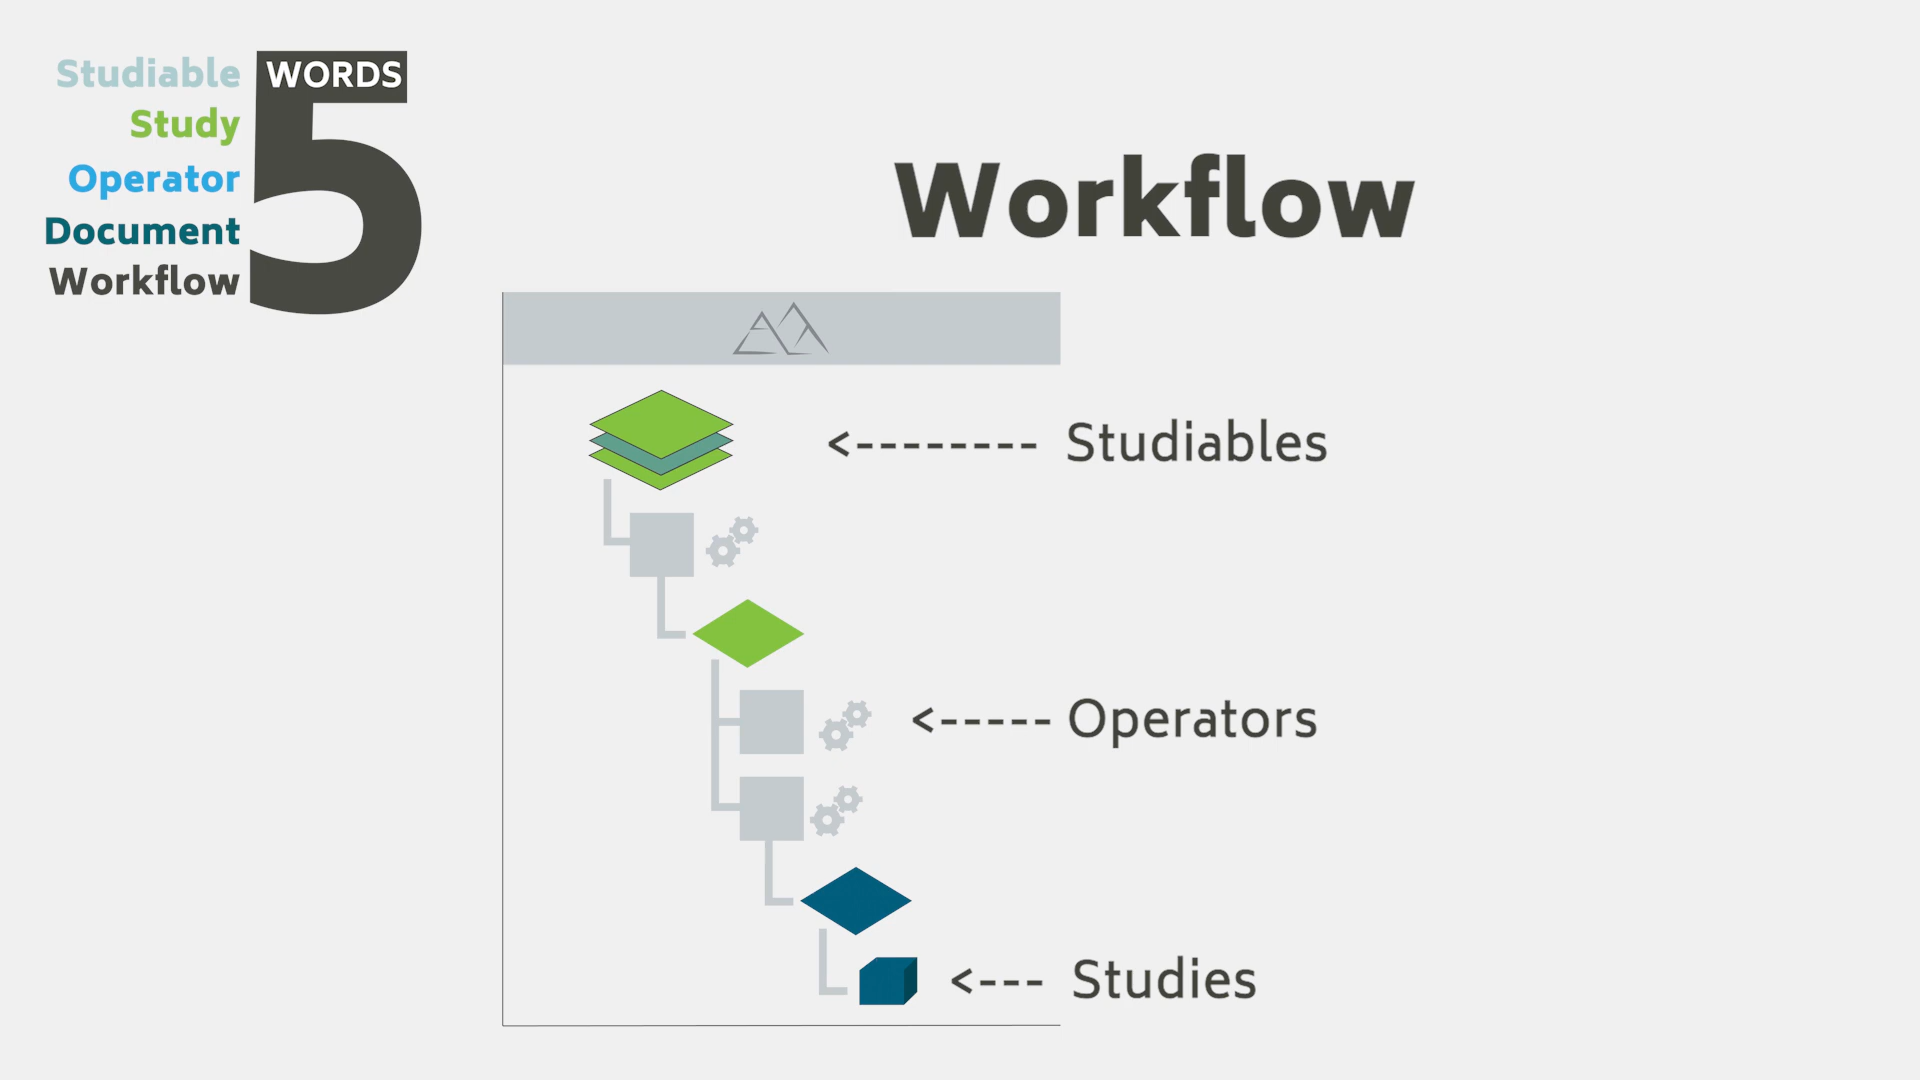 Studiable
WORDS
Study
5
Operator
Document
Workflow
Workflow
<-------- Studiables
<----- Operators
<--- Studies